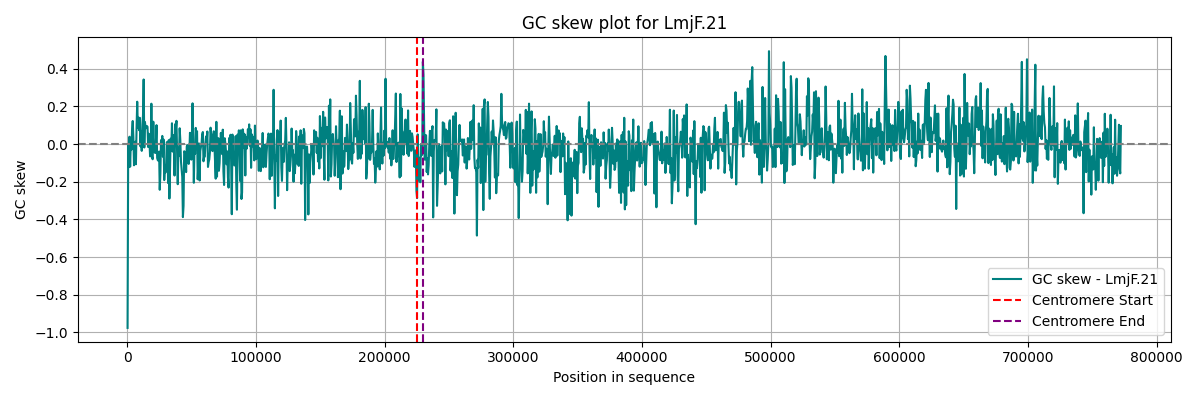 GC skew plot for LmjF.21
GC skew
0.4
0.2
0.0
−0.2
−0.4
−0.6
−0.8
−1.0
GC skew - LmjF.21
Centromere Start
Centromere End
0 100000 200000 300000 400000 500000 600000 700000 800000
Position in sequence